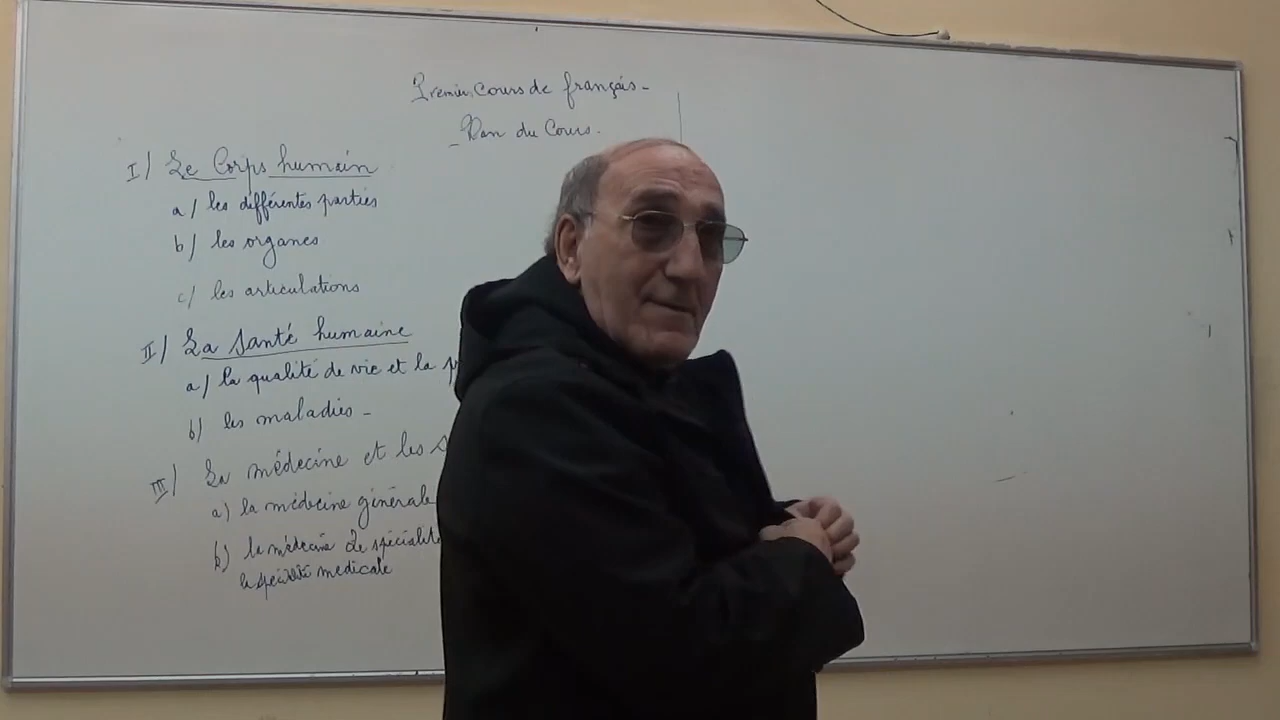 Premier Cours de français -
- Plan du Cours.
I) Le Corps humain
a) les différentes parties
b) les organes
c) les articulations
II) La Santé humaine
a) la qualité de vie et la
b) les maladies -
III) La médecine et les
a) la médecine générale
b) la médecine de spécialité
la spécialité médicale